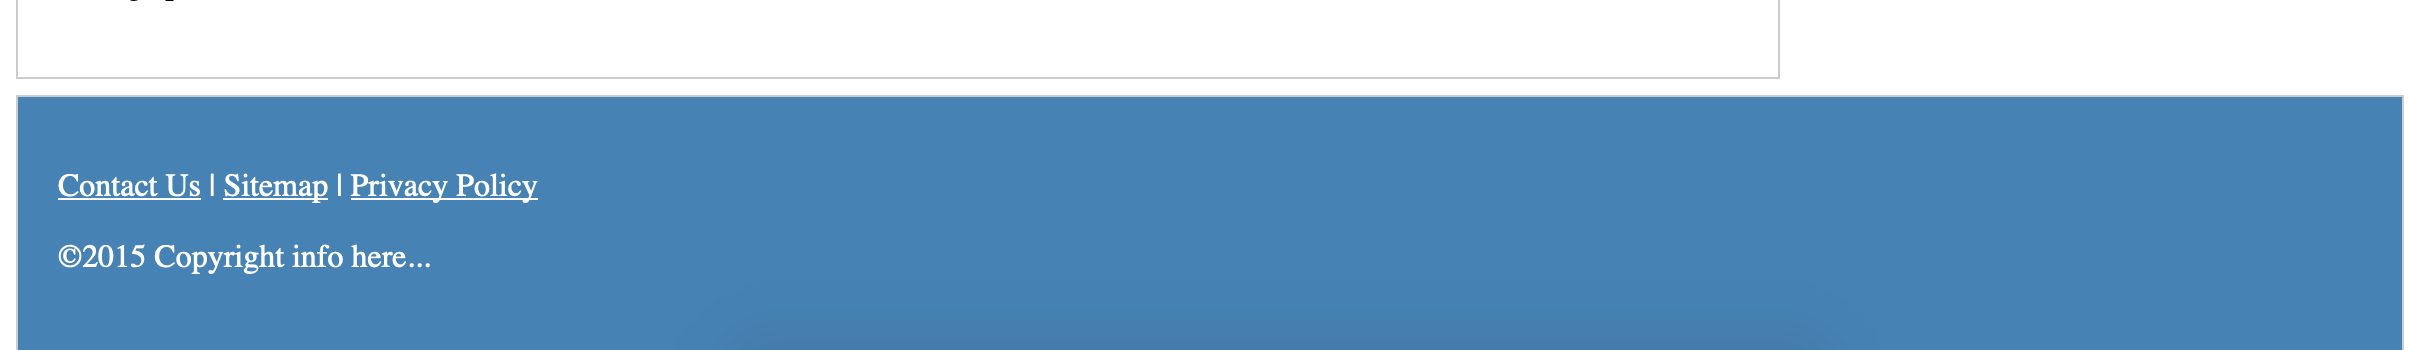 Contact Us | Sitemap | Privacy Policy
©2015 Copyright info here...